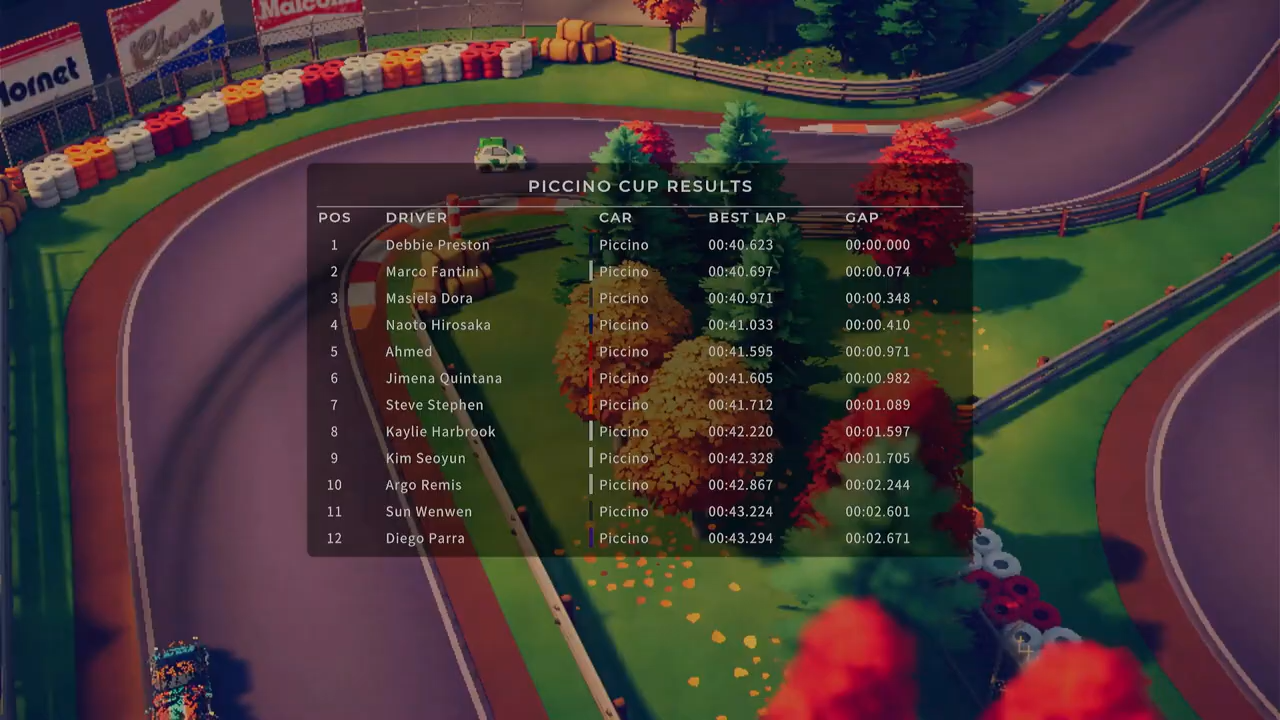 Malcom
Cheers
Hornet
PICCINO CUP RESULTS
POS DRIVER CAR BEST LAP GAP
1 Debbie Preston Piccino 00:40.623 00:00.000
2 Marco Fantini Piccino 00:40.697 00:00.074
3 Masiela Dora Piccino 00:40.971 00:00.348
4 Naoto Hirosaka Piccino 00:41.033 00:00.410
5 Ahmed Piccino 00:41.595 00:00.971
6 Jimena Quintana Piccino 00:41.605 00:00.982
7 Steve Stephen Piccino 00:41.712 00:01.089
8 Kaylie Harbrook Piccino 00:42.220 00:01.597
9 Kim Seoyun Piccino 00:42.328 00:01.705
10 Argo Remis Piccino 00:42.867 00:02.244
11 Sun Wenwen Piccino 00:43.224 00:02.601
12 Diego Parra Piccino 00:43.294 00:02.671